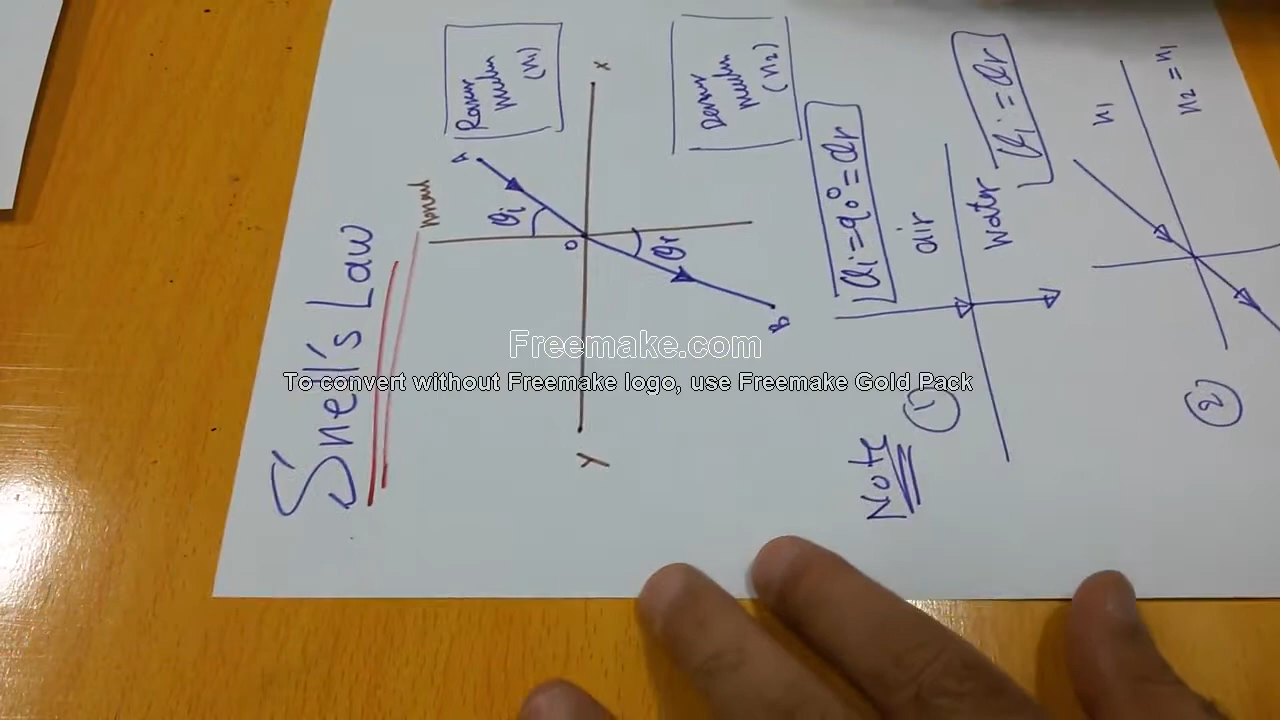 Snell's Law
Normal
A
Rarer
medium
(n₁)
θi
O
X
Y
θr
B
Denser
medium
(n₂)
Note
①
θi = 90° = θr
air
water
②
θi = θr
n₁
n₂ = n₁
Freemake.com
To convert without Freemake logo, use Freemake Gold Pack